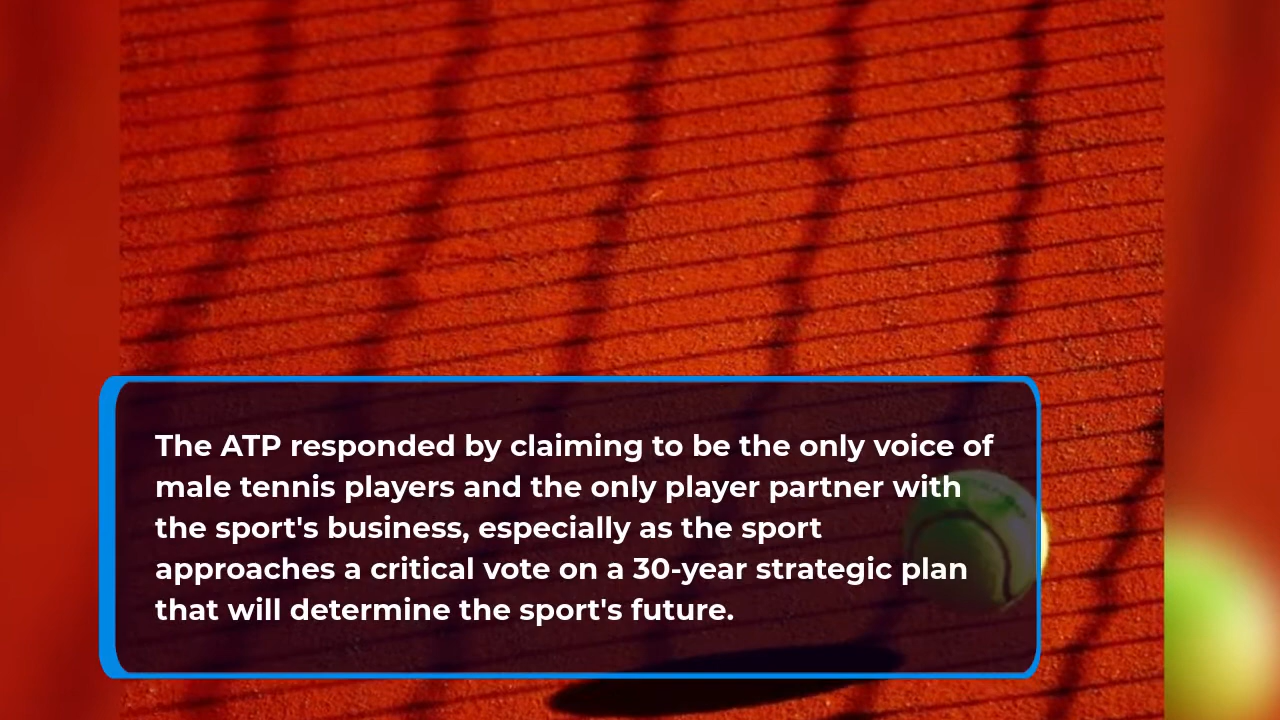 The ATP responded by claiming to be the only voice of
male tennis players and the only player partner with
the sport's business, especially as the sport
approaches a critical vote on a 30-year strategic plan
that will determine the sport's future.